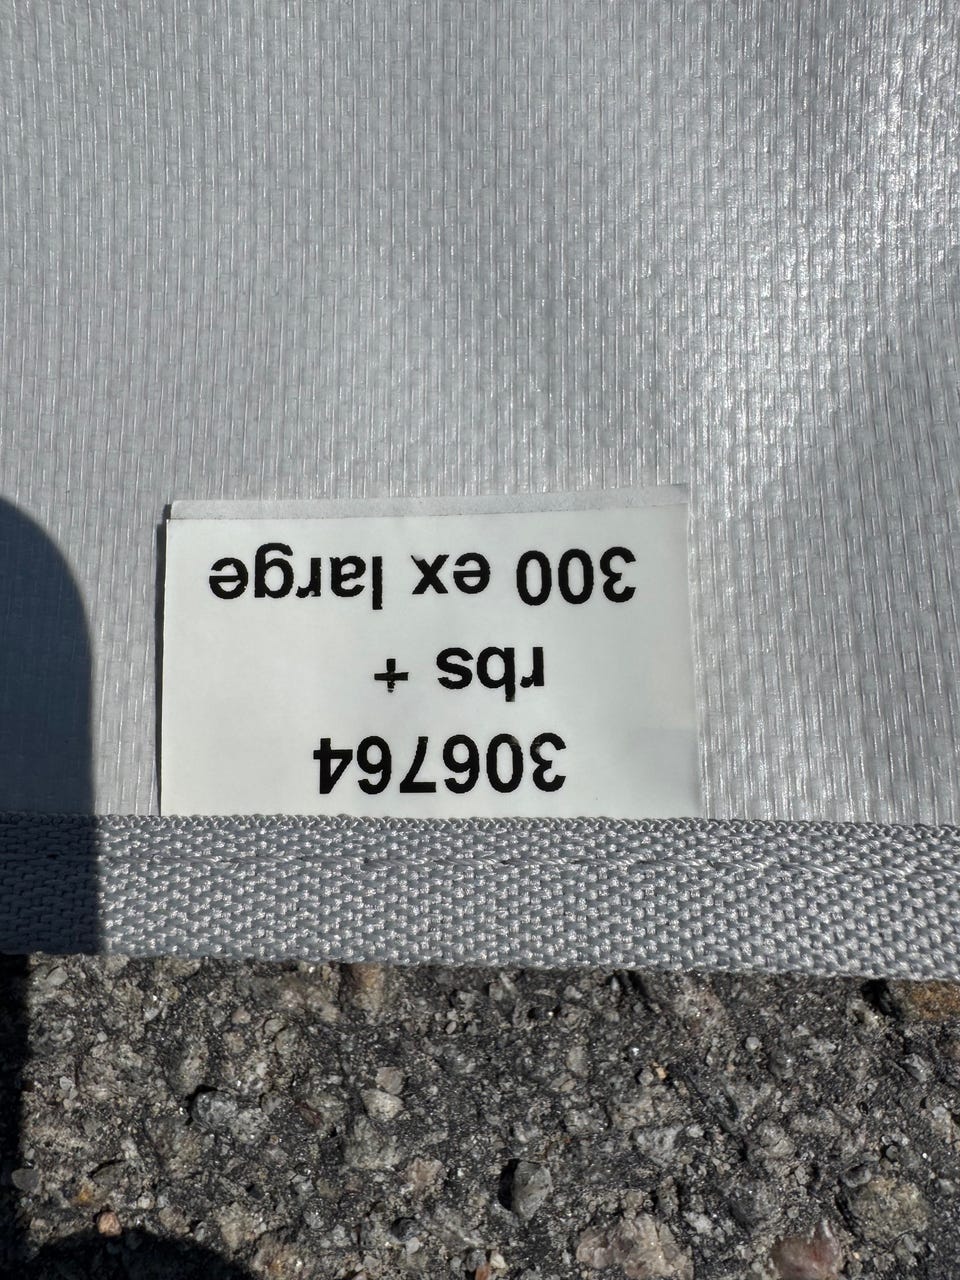 306764
rbs +
300 ex large